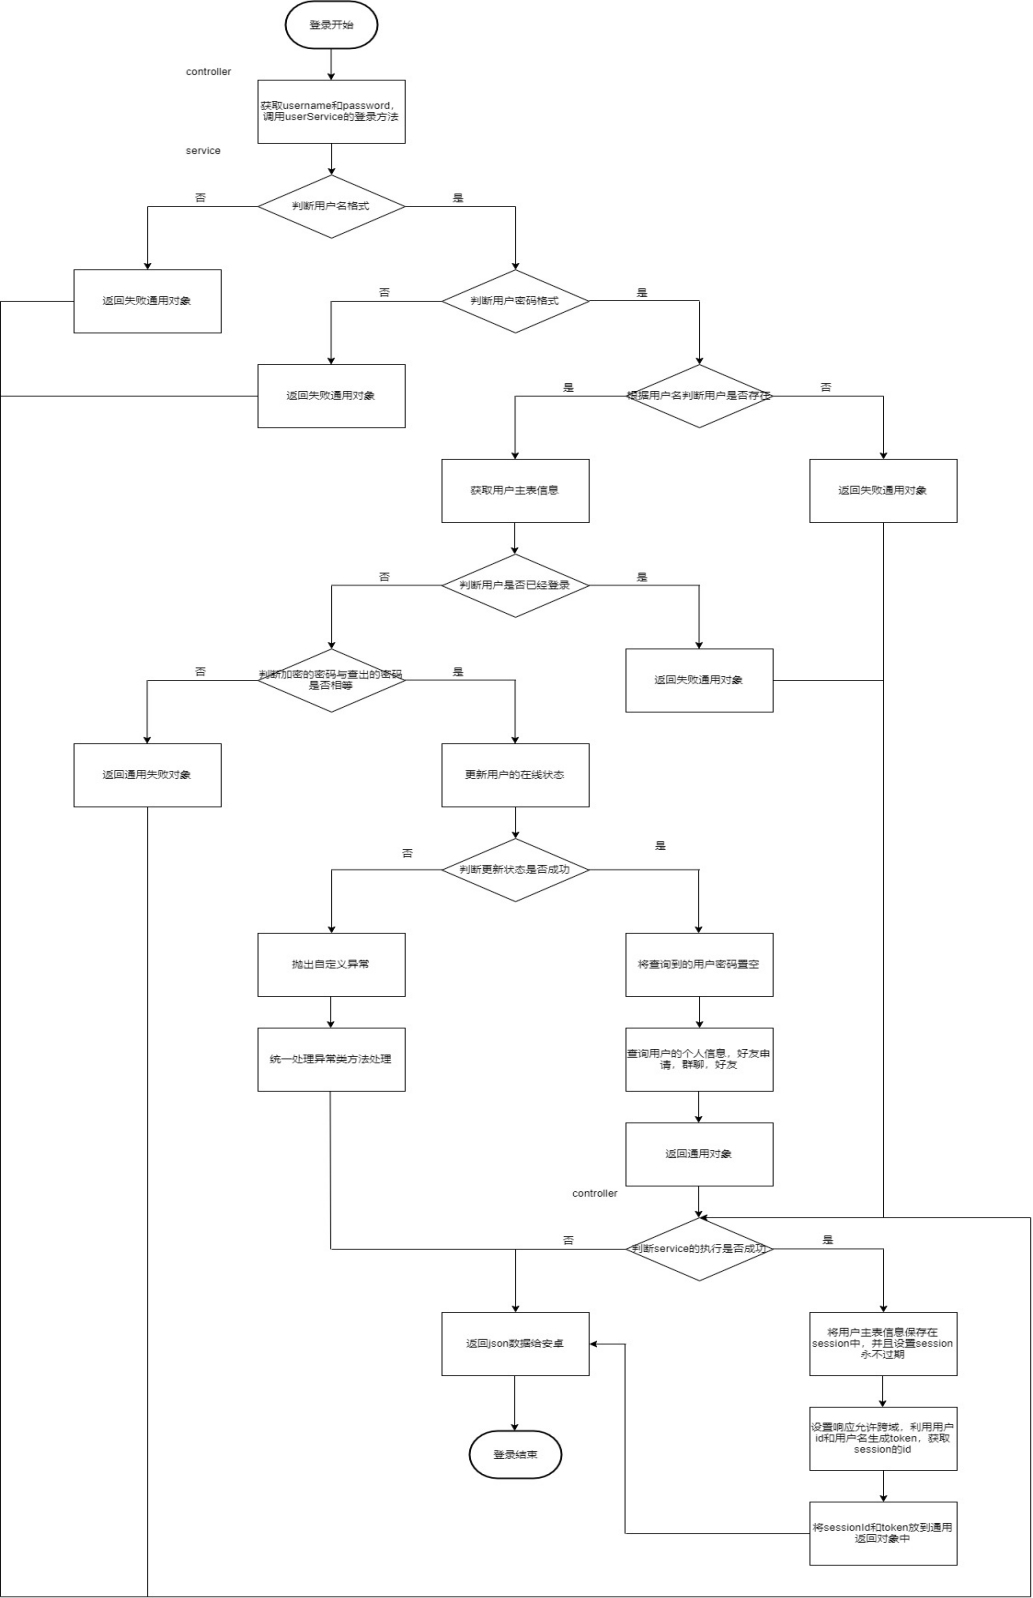 登录开始
controller
获取username和password,
调用userService的登录方法
service
否
是
判断用户名格式
返回失败通用对象
否
是
判断用户密码格式
返回失败通用对象
是
否
根据用户名判断用户是否存在
获取用户主表信息
返回失败通用对象
否
是
判断用户是否已经登录
否
是
判断加密的密码与查出的密码
是否相等
返回失败通用对象
返回通用失败对象
更新用户的在线状态
否
是
判断更新状态是否成功
抛出自定义异常
将查询到的用户密码置空
统一处理异常类方法处理
查询用户的个人信息，好友申
请，群聊，好友
返回通用对象
controller
否
是
判断service的执行是否成功
返回json数据给安卓
将用户主表信息保存在
session中，并且设置session
永不过期
设置响应允许跨域，利用用户
id和用户名生成token，获取
session的id
登录结束
将sessionId和token放到通用
返回对象中